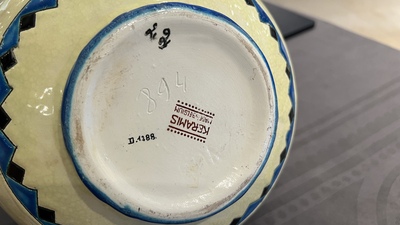 894
KERAMIS
MADE IN BELGIUM
D.1188.